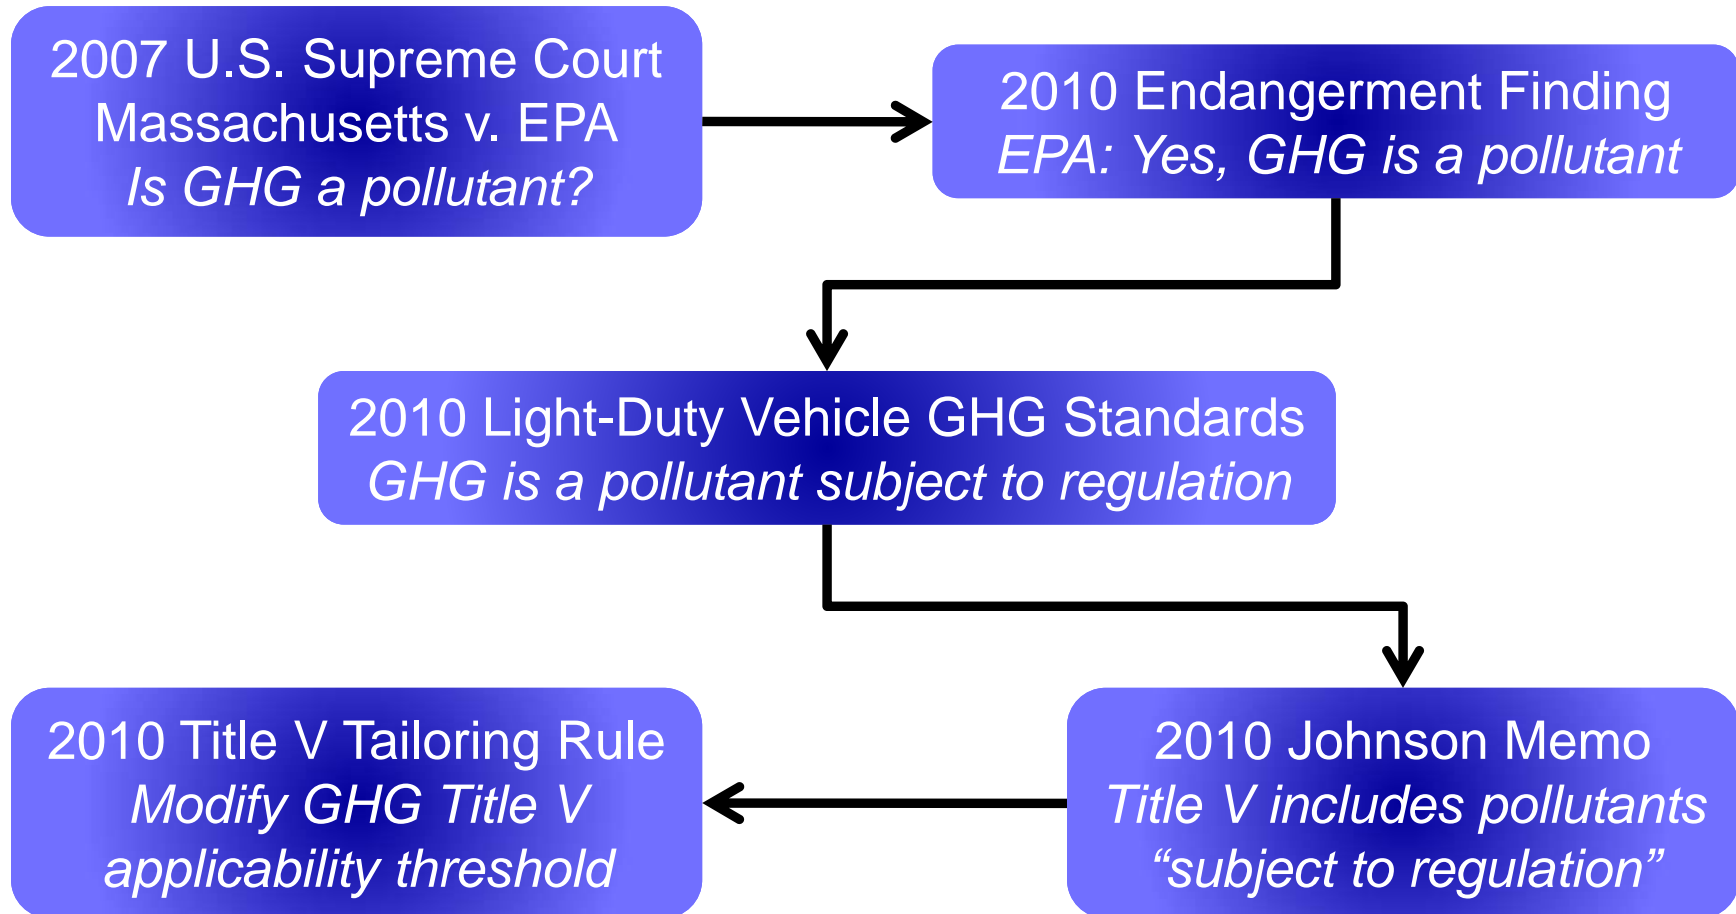 2007 U.S. Supreme Court
Massachusetts v. EPA
Is GHG a pollutant?
2010 Endangerment Finding
EPA: Yes, GHG is a pollutant
2010 Light-Duty Vehicle GHG Standards
GHG is a pollutant subject to regulation
2010 Johnson Memo
Title V includes pollutants
“subject to regulation”
2010 Title V Tailoring Rule
Modify GHG Title V
applicability threshold